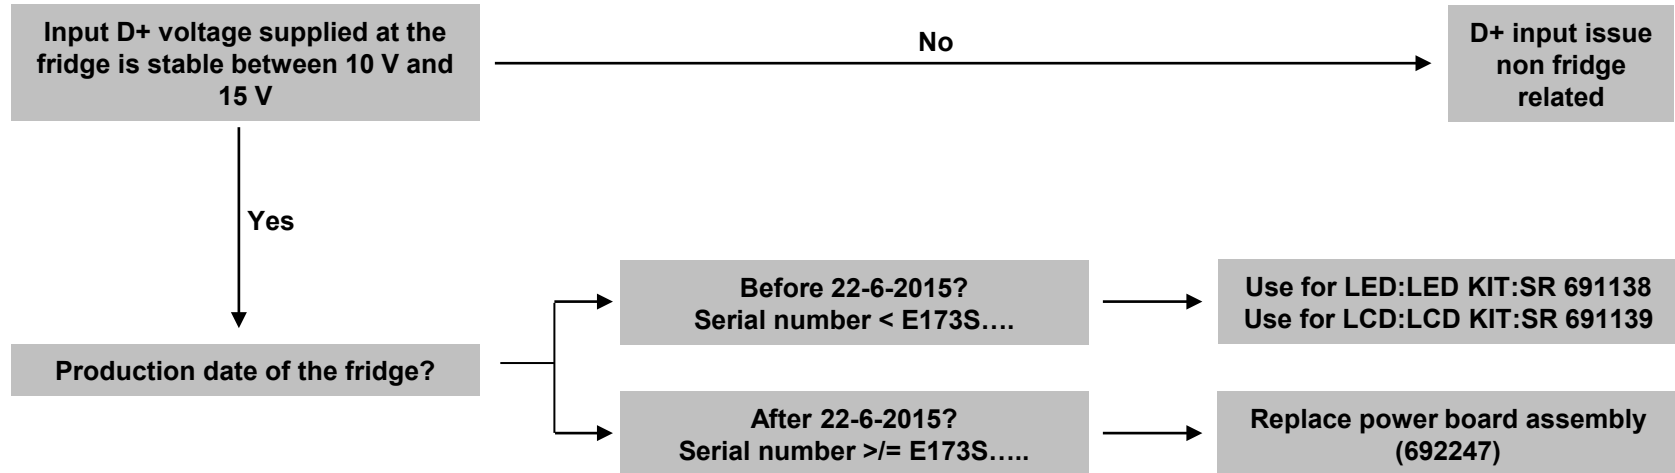 Input D+ voltage supplied at the
fridge is stable between 10 V and
15 V
No
D+ input issue
non fridge
related
Yes
Production date of the fridge?
Before 22-6-2015?
Serial number < E173S….
Use for LED:LED KIT:SR 691138
Use for LCD:LCD KIT:SR 691139
After 22-6-2015?
Serial number >/= E173S…..
Replace power board assembly
(692247)